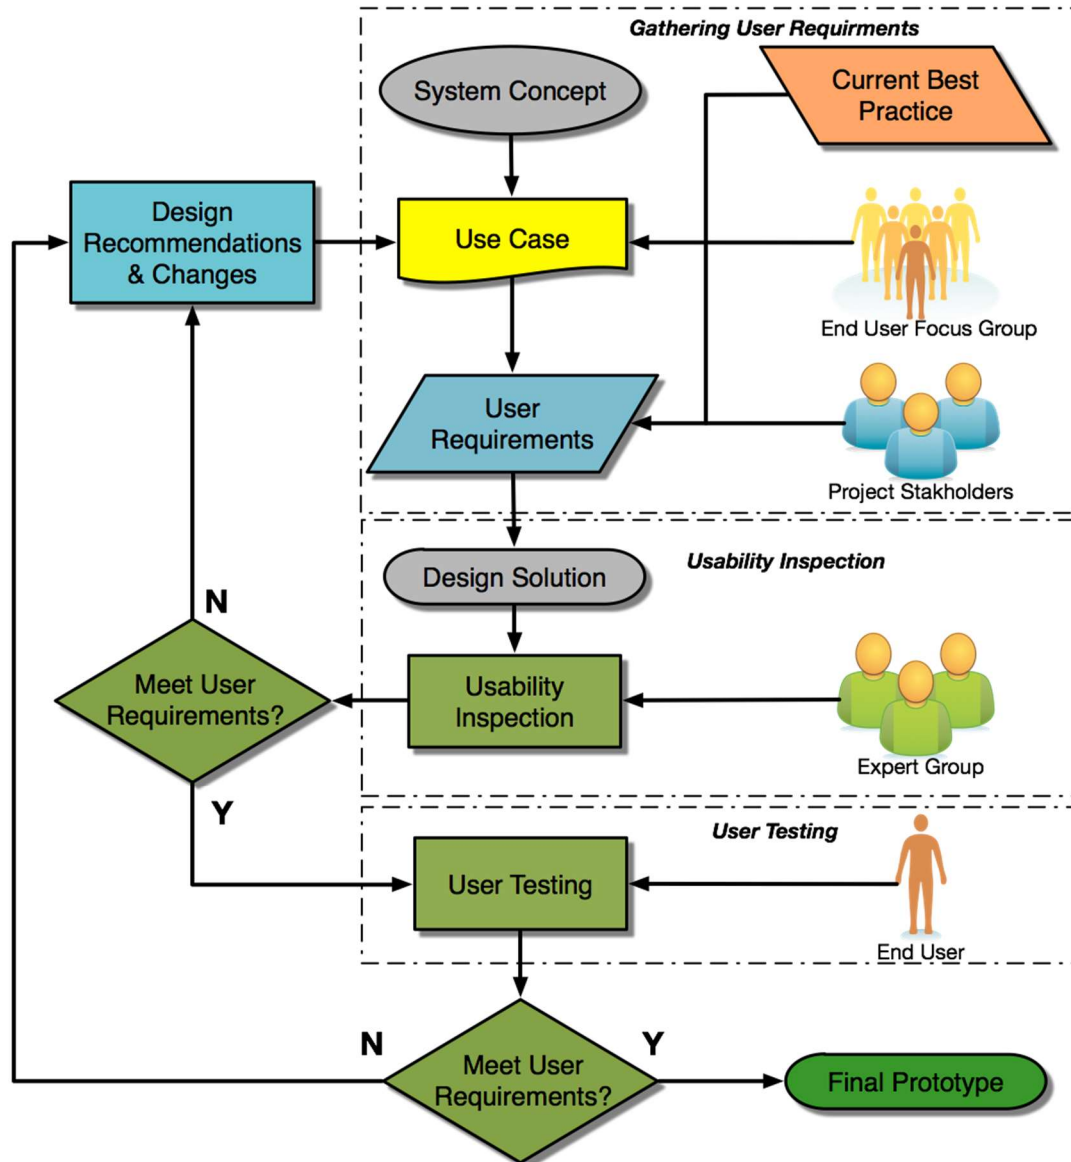 Gathering User Requirments
System Concept
Current Best
Practice
Design
Recommendations
& Changes
Use Case
End User Focus Group
User
Requirements
Project Stakholders
Design Solution
Usability Inspection
N
Meet User
Requirements?
Usability
Inspection
Expert Group
Y
User Testing
User Testing
End User
N
Y
Meet User
Requirements?
Final Prototype